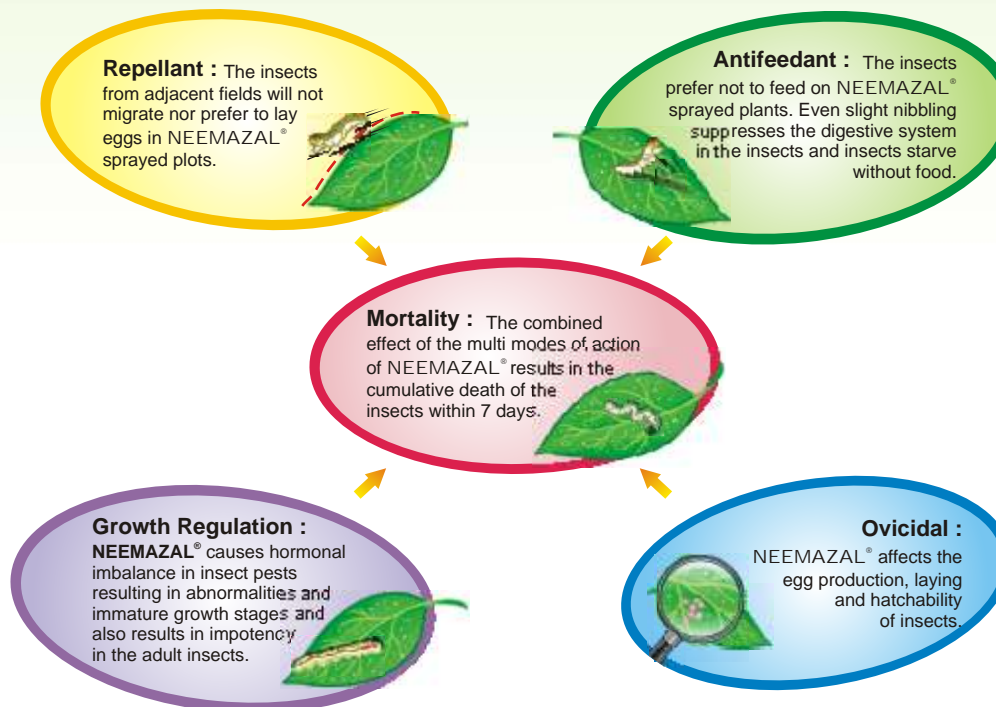 Repellant : The insects
from adjacent fields will not
migrate nor prefer to lay
eggs in NEEMAZAL®
sprayed plots.
Antifeedant : The insects
prefer not to feed on NEEMAZAL®
sprayed plants. Even slight nibbling
suppresses the digestive system
in the insects and insects starve
without food.
Mortality : The combined
effect of the multi modes of action
of NEEMAZAL® results in the
cumulative death of the
insects within 7 days.
Growth Regulation :
NEEMAZAL® causes hormonal
imbalance in insect pests
resulting in abnormalities and
immature growth stages and
also results in impotency
in the adult insects.
Ovicidal :
NEEMAZAL® affects the
egg production, laying
and hatchability
of insects.